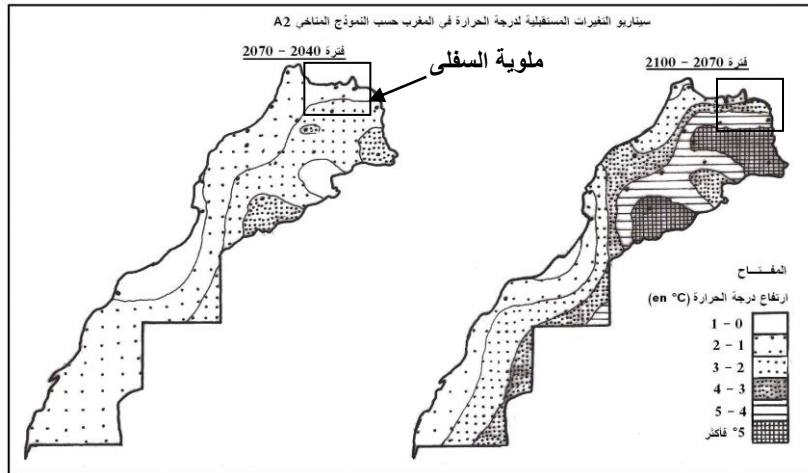 سيناريو التغيرات المستقبلية لدرجة الحرارة في المغرب حسب النموذج المناخي A2
فترة 2040 - 2070
فترة 2070 - 2100
ملوية السفلى
المفـــتـــاح
ارتفاع درجة الحرارة (en °C)
0 - 1
1 - 2
2 - 3
3 - 4
4 - 5
5° فأكثر